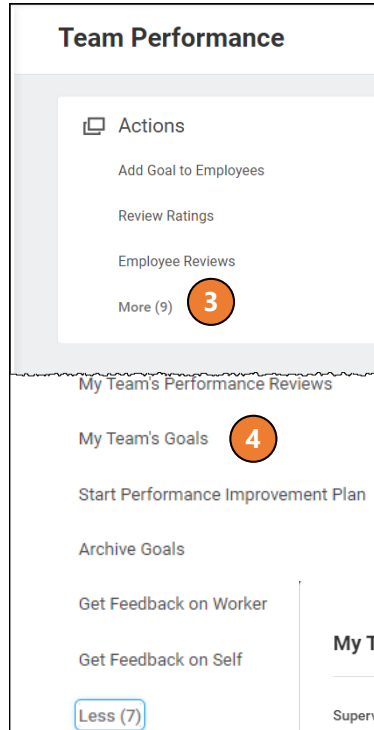 Team Performance
Actions
Add Goal to Employees
Review Ratings
Employee Reviews
More (9)
3
My Team's Performance Reviews
My Team's Goals
4
Start Performance Improvement Plan
Archive Goals
Get Feedback on Worker
Get Feedback on Self
My
Less (7)